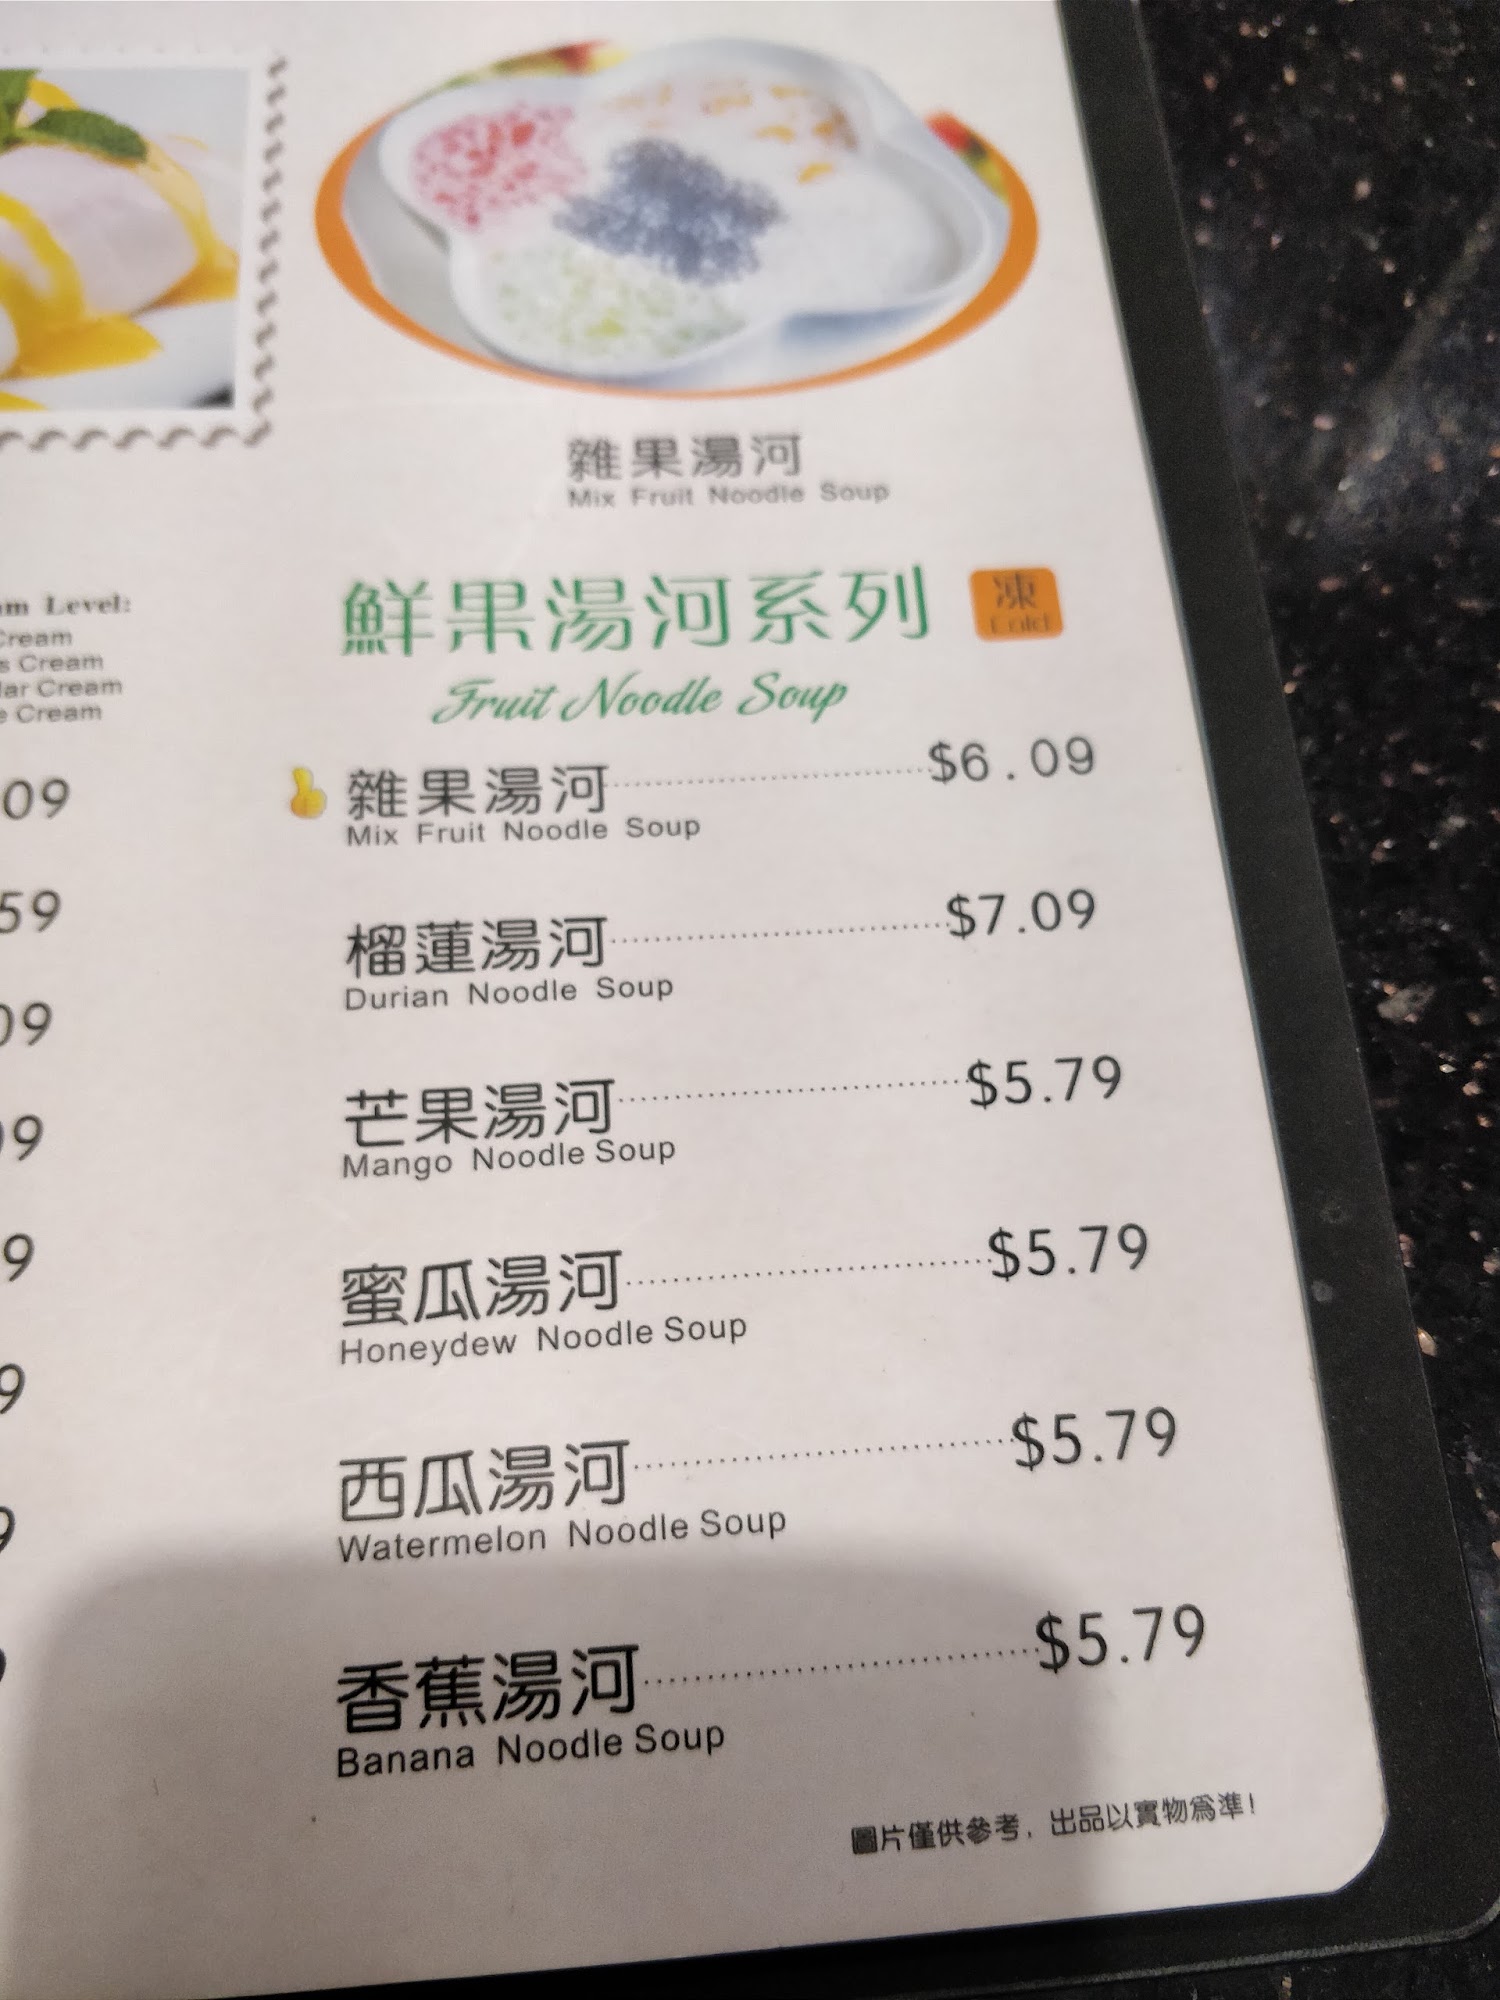 雜果湯河
Mix Fruit Noodle Soup
鮮果湯河系列
凍
Cold
Fruit Noodle Soup
Level:
Cream
Cream
Cream
Cream
09
59
09
09
9
9
9
雜果湯河 $6.09
Mix Fruit Noodle Soup
榴蓮湯河 $7.09
Durian Noodle Soup
芒果湯河 $5.79
Mango Noodle Soup
蜜瓜湯河 $5.79
Honeydew Noodle Soup
西瓜湯河 $5.79
Watermelon Noodle Soup
香蕉湯河 $5.79
Banana Noodle Soup
圖片僅供參考，出品以實物為準！